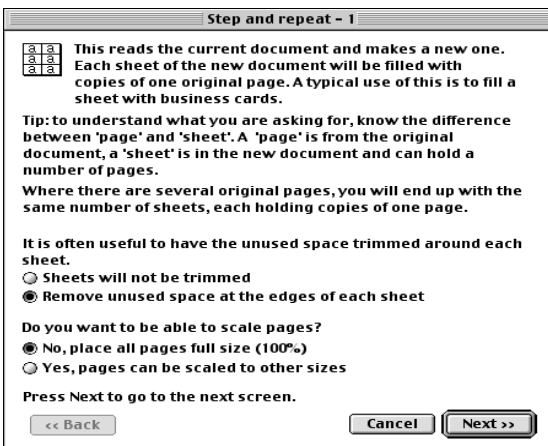 Step and repeat - 1
a a
a a
a a
This reads the current document and makes a new one.
Each sheet of the new document will be filled with
copies of one original page. A typical use of this is to fill a
sheet with business cards.
Tip: to understand what you are asking for, know the difference
between 'page' and 'sheet'. A 'page' is from the original
document, a 'sheet' is in the new document and can hold a
number of pages.
Where there are several original pages, you will end up with the
same number of sheets, each holding copies of one page.
It is often useful to have the unused space trimmed around each
sheet.
Sheets will not be trimmed
Remove unused space at the edges of each sheet
Do you want to be able to scale pages?
No, place all pages full size (100%)
Yes, pages can be scaled to other sizes
Press Next to go to the next screen.
<< Back Cancel Next >>